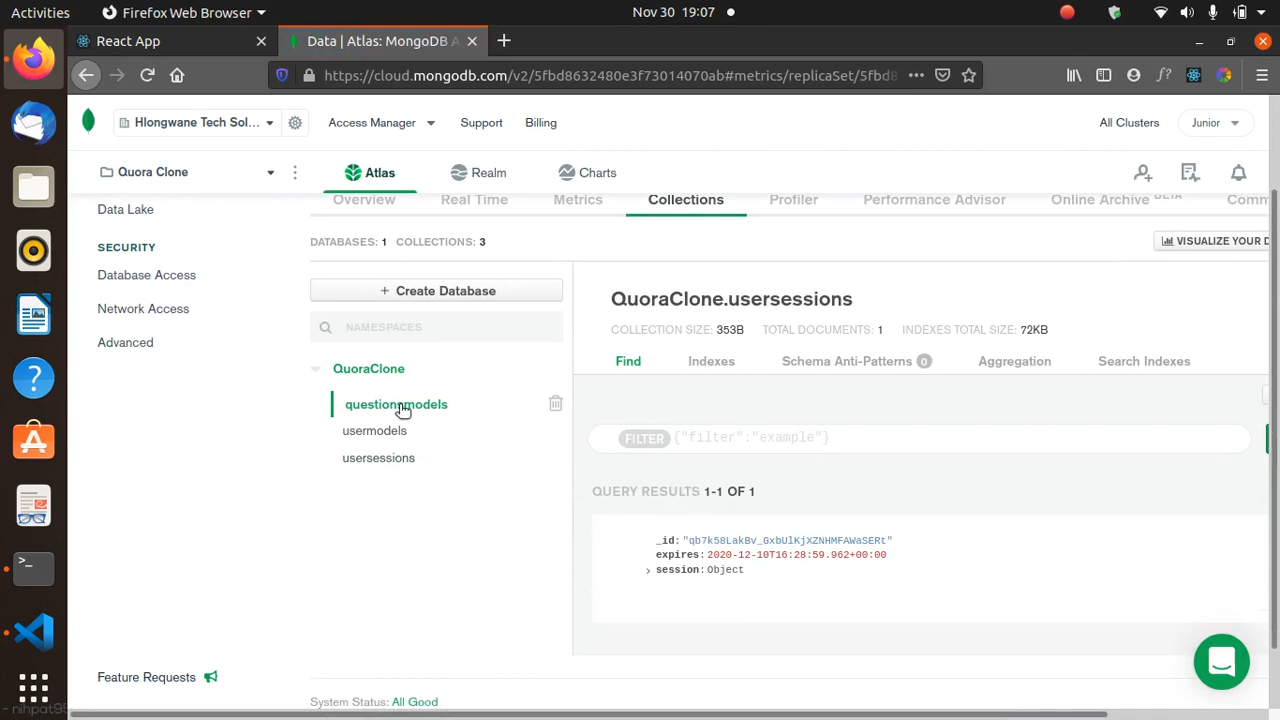 Activities Firefox Web Browser Nov 30 19:07
React App Data | Atlas: MongoDB A
https://cloud.mongodb.com/v2/5fbd8632480e3f73014070ab#metrics/replicaSet/5fbd8
Hlongwane Tech Sol... Access Manager Support Billing All Clusters Junior
Quora Clone Atlas Realm Charts
Data Lake
SECURITY
Database Access
Network Access
Advanced
Feature Requests
Overview Real Time Metrics Collections Profiler Performance Advisor Online Archive BETA
DATABASES: 1 COLLECTIONS: 3
+ Create Database
NAMESPACES
QuoraClone
questionmodels
usermodels
usersessions
QuoraClone.usersessions
COLLECTION SIZE: 353B TOTAL DOCUMENTS: 1 INDEXES TOTAL SIZE: 72KB
Find Indexes Schema Anti-Patterns 0 Aggregation Search Indexes
FILTER {"filter":"example"}
QUERY RESULTS 1-1 OF 1
_id: "qb7k58LakBv_GxbUlKjXZNHMFAWaSERt"
expires: 2020-12-10T16:28:59.962+00:00
session: Object
System Status: All Good